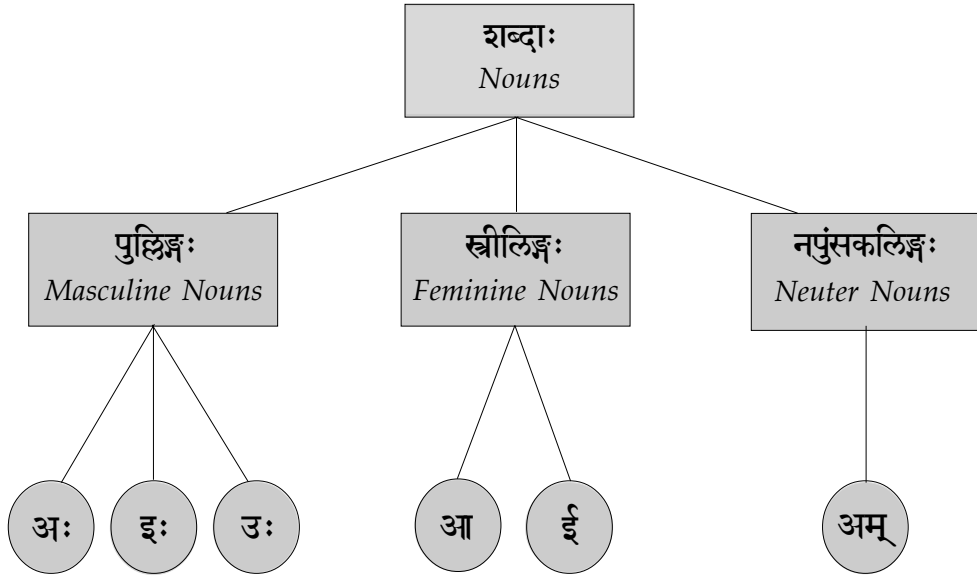 शब्दाः
Nouns
पुल्लिङ्गः
Masculine Nouns
स्त्रीलिङ्गः
Feminine Nouns
नपुंसकलिङ्गः
Neuter Nouns
अः
इः
उः
आ
ई
अम्